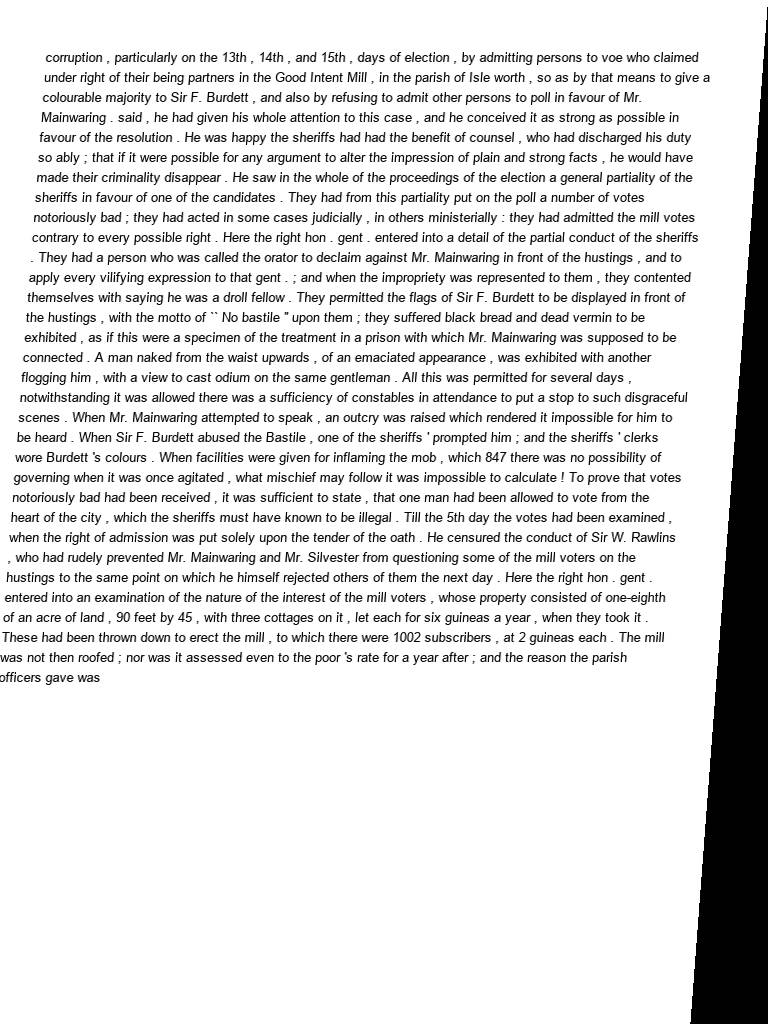 corruption , particularly on the 13th , 14th , and 15th , days of election , by admitting persons to voe who claimed
under right of their being partners in the Good Intent Mill , in the parish of Isle worth , so as by that means to give a
colourable majority to Sir F. Burdett , and also by refusing to admit other persons to poll in favour of Mr.
Mainwaring . said , he had given his whole attention to this case , and he conceived it as strong as possible in
favour of the resolution . He was happy the sheriffs had had the benefit of counsel , who had discharged his duty
so ably ; that if it were possible for any argument to alter the impression of plain and strong facts , he would have
made their criminality disappear . He saw in the whole of the proceedings of the election a general partiality of the
sheriffs in favour of one of the candidates . They had from this partiality put on the poll a number of votes
notoriously bad ; they had acted in some cases judicially , in others ministerially : they had admitted the mill votes
contrary to every possible right . Here the right hon . gent . entered into a detail of the partial conduct of the sheriffs
. They had a person who was called the orator to declaim against Mr. Mainwaring in front of the hustings , and to
apply every vilifying expression to that gent . ; and when the impropriety was represented to them , they contented
themselves with saying he was a droll fellow . They permitted the flags of Sir F. Burdett to be displayed in front of
the hustings , with the motto of `` No bastile '' upon them ; they suffered black bread and dead vermin to be
exhibited , as if this were a specimen of the treatment in a prison with which Mr. Mainwaring was supposed to be
connected . A man naked from the waist upwards , of an emaciated appearance , was exhibited with another
flogging him , with a view to cast odium on the same gentleman . All this was permitted for several days ,
notwithstanding it was allowed there was a sufficiency of constables in attendance to put a stop to such disgraceful
scenes . When Mr. Mainwaring attempted to speak , an outcry was raised which rendered it impossible for him to
be heard . When Sir F. Burdett abused the Bastile , one of the sheriffs ' prompted him ; and the sheriffs ' clerks
wore Burdett 's colours . When facilities were given for inflaming the mob , which 847 there was no possibility of
governing when it was once agitated , what mischief may follow it was impossible to calculate ! To prove that votes
notoriously bad had been received , it was sufficient to state , that one man had been allowed to vote from the
heart of the city , which the sheriffs must have known to be illegal . Till the 5th day the votes had been examined ,
when the right of admission was put solely upon the tender of the oath . He censured the conduct of Sir W. Rawlins
, who had rudely prevented Mr. Mainwaring and Mr. Silvester from questioning some of the mill voters on the
hustings to the same point on which he himself rejected others of them the next day . Here the right hon . gent .
entered into an examination of the nature of the interest of the mill voters , whose property consisted of one-eighth
of an acre of land , 90 feet by 45 , with three cottages on it , let each for six guineas a year , when they took it .
These had been thrown down to erect the mill , to which there were 1002 subscribers , at 2 guineas each . The mill
was not then roofed ; nor was it assessed even to the poor 's rate for a year after ; and the reason the parish
officers gave was